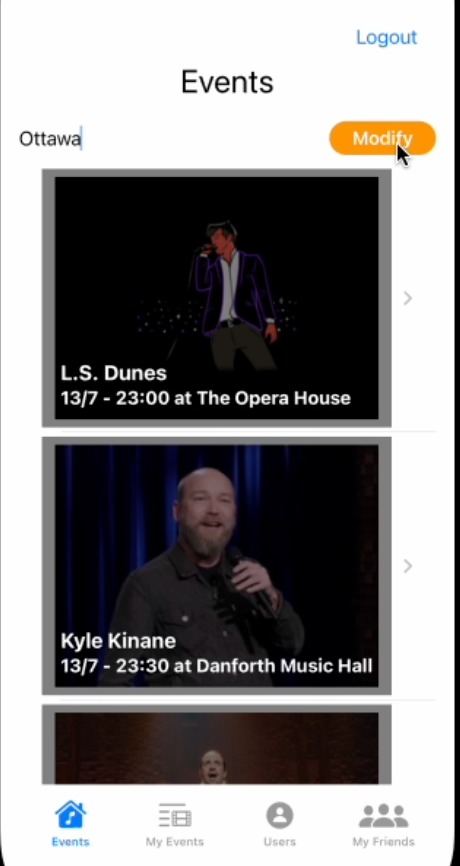 Logout
Events
Ottawa
Modify
L.S. Dunes
13/7 - 23:00 at The Opera House
Kyle Kinane
13/7 - 23:30 at Danforth Music Hall
Events
My Events
Users
My Friends